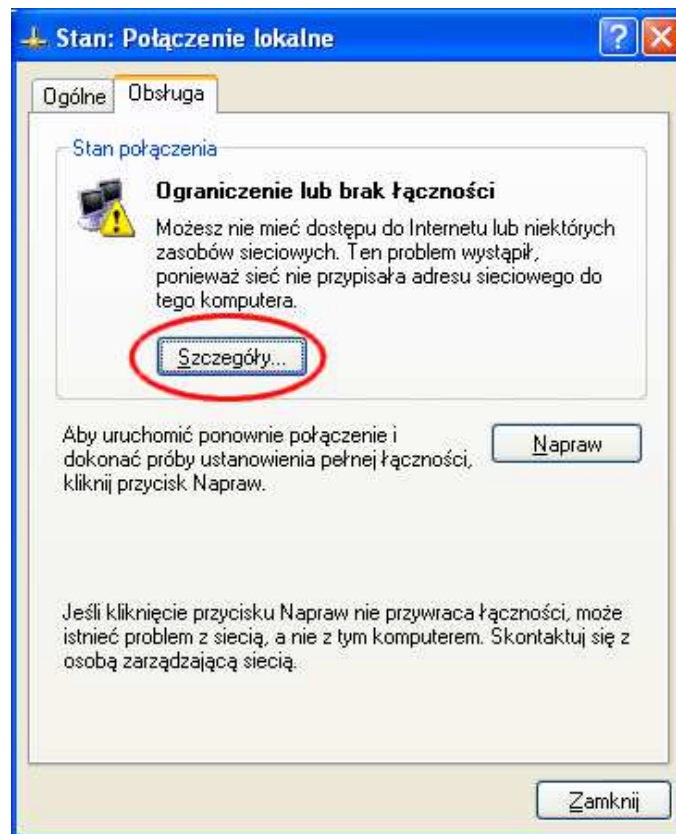 Stan: Połączenie lokalne
Ogólne
Obsługa
Stan połączenia
Ograniczenie lub brak łączności
Możesz nie mieć dostępu do Internetu lub niektórych
zasobów sieciowych. Ten problem wystąpił,
ponieważ sieć nie przypisała adresu sieciowego do
tego komputera.
Szczegóły...
Aby uruchomić ponownie połączenie i
dokonać próby ustanowienia pełnej łączności,
kliknij przycisk Napraw.
Napraw
Jeśli kliknięcie przycisku Napraw nie przywraca łączności, może
istnieć problem z siecią, a nie z tym komputerem. Skontaktuj się z
osobą zarządzającą siecią.
Zamknij